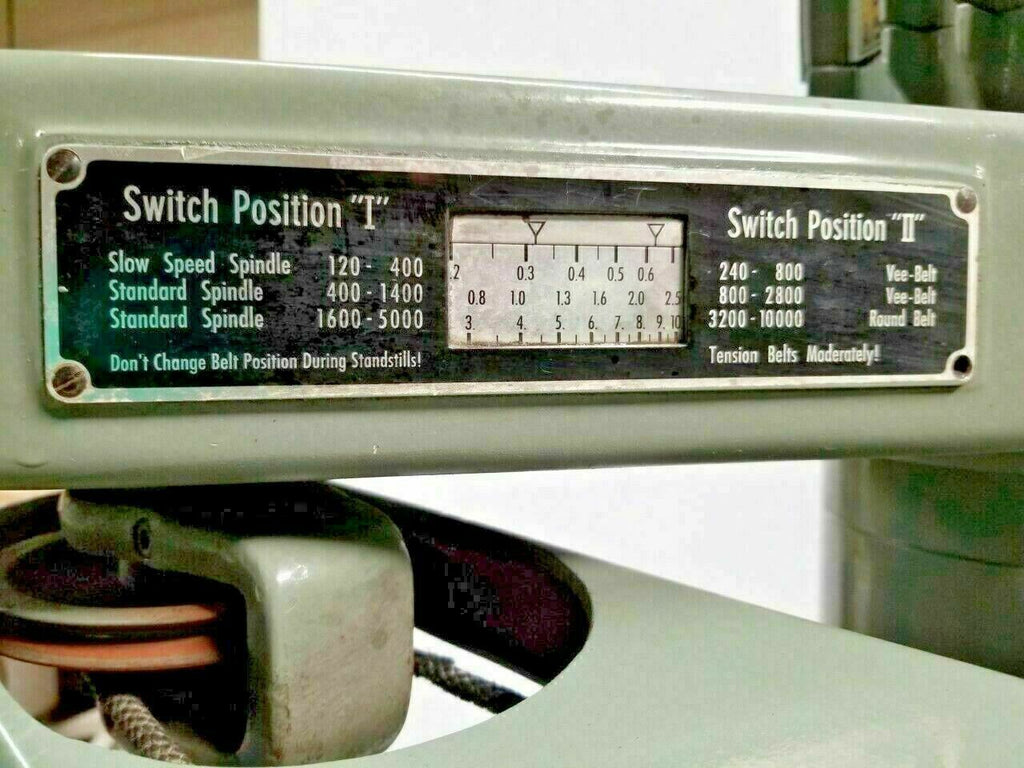 Switch Position "I"
Slow Speed Spindle 120 - 400
Standard Spindle 400 - 1400
Standard Spindle 1600 - 5000
Don't Change Belt Position During Standstills!
.2 0.3 0.4 0.5 0.6
0.8 1.0 1.3 1.6 2.0 2.5
3. 4. 5. 6. 7. 8. 9. 10
Switch Position "II"
240 - 800 Vee-Belt
800 - 2800 Vee-Belt
3200 - 10000 Round Belt
Tension Belts Moderately!